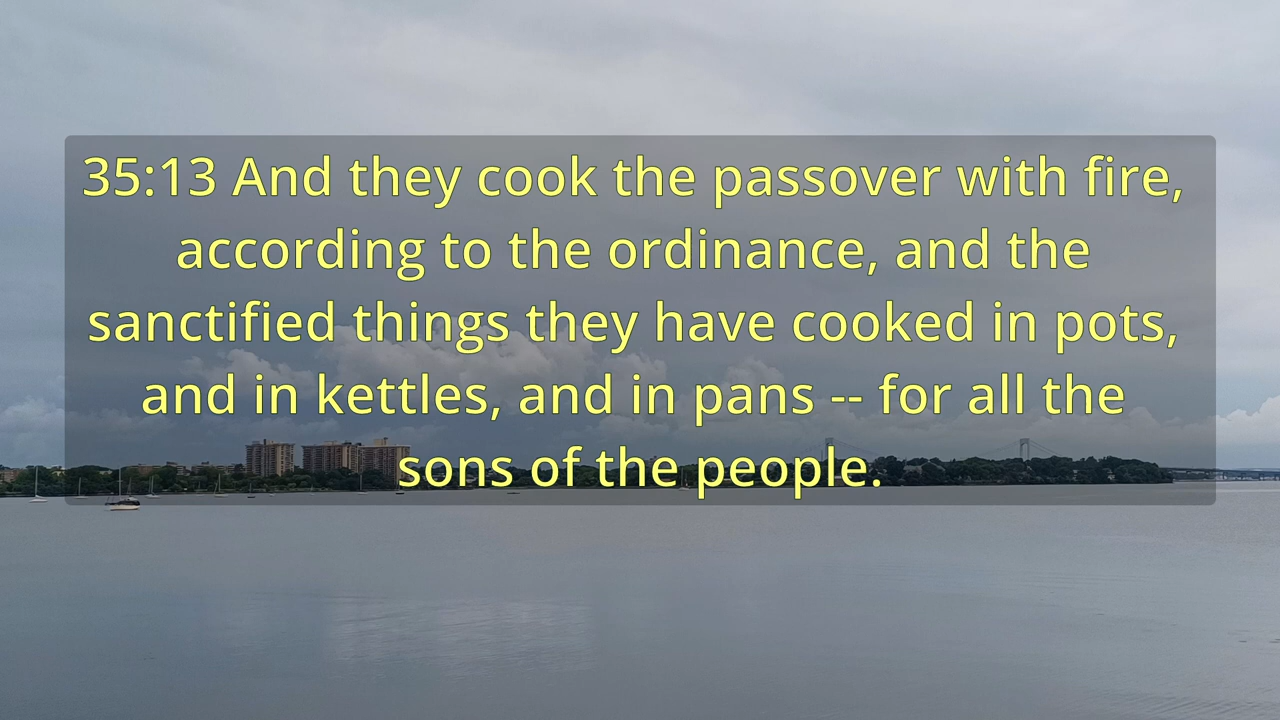 35:13 And they cook the passover with fire,
according to the ordinance, and the
sanctified things they have cooked in pots,
and in kettles, and in pans -- for all the
sons of the people.